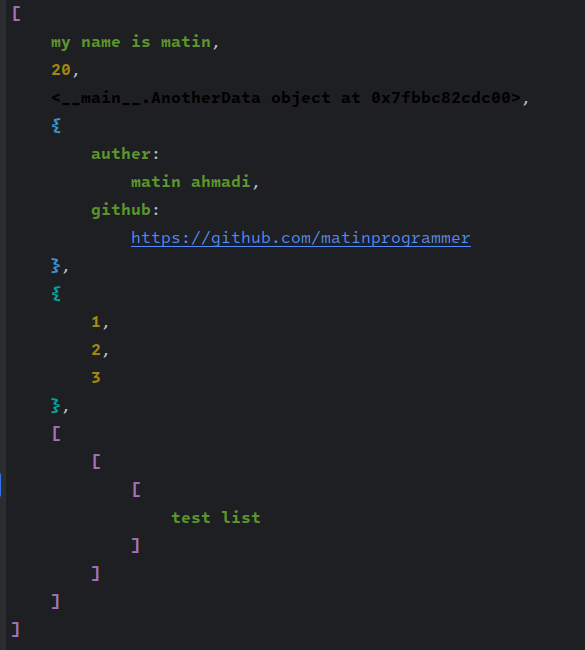 [
my name is matin,
20,
<__main__.AnotherData object at 0x7fbbc82cdc00>,
{
auther:
matin ahmadi,
github:
https://github.com/matinprogrammer
},
{
1,
2,
3
},
[
[
[
test list
]
]
]
]